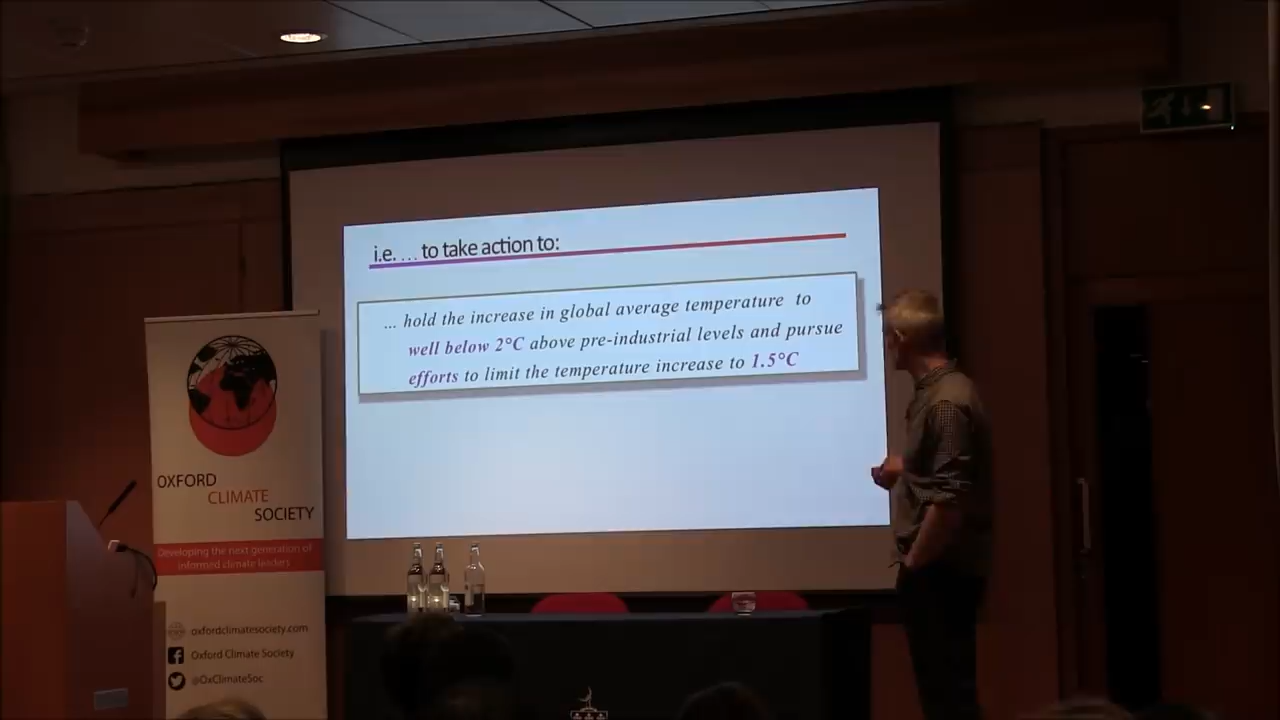 i.e. ... to take action to:
... hold the increase in global average temperature to
well below 2°C above pre-industrial levels and pursue
efforts to limit the temperature increase to 1.5°C
OXFORD
CLIMATE
SOCIETY
Developing the next generation of
informed climate leaders
oxfordclimatesociety.com
Oxford Climate Society
@OxClimateSoc